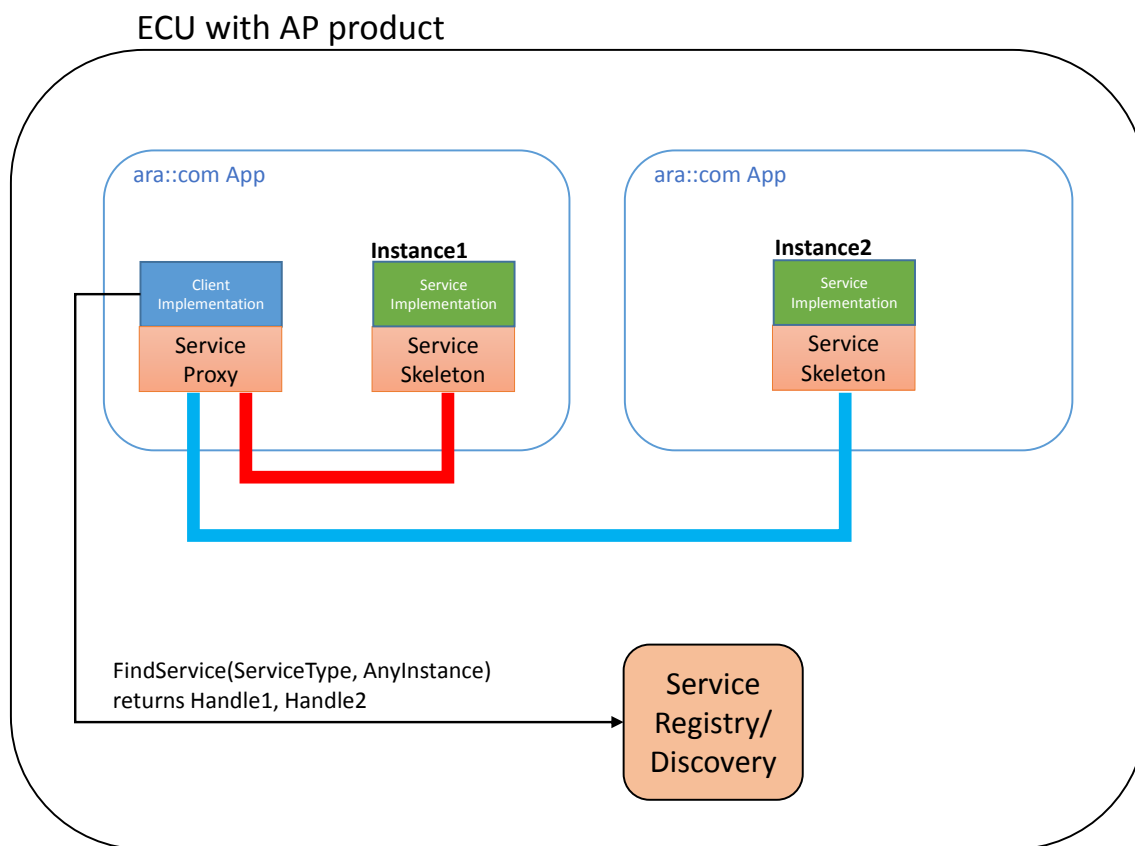 ECU with AP product
ara::com App
ara::com App
Instance1
Instance2
Client
Implementation
Service
Implementation
Service
Implementation
Service
Proxy
Service
Skeleton
Service
Skeleton
FindService(ServiceType, AnyInstance)
returns Handle1, Handle2
Service
Registry/
Discovery